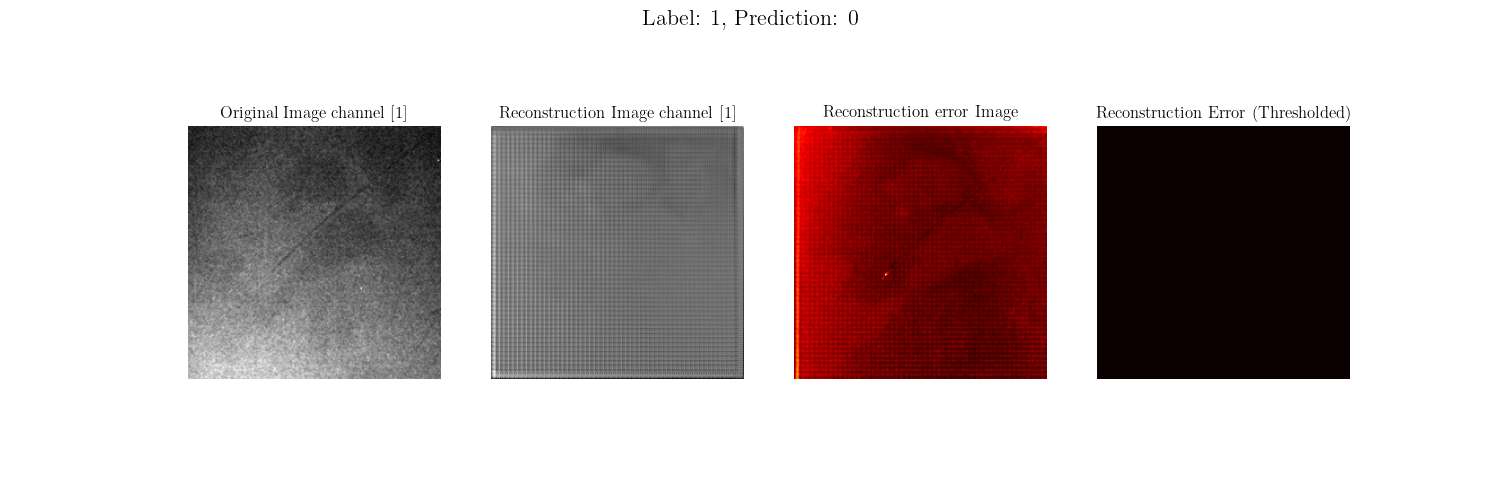 Label: 1, Prediction: 0
Original Image channel [1]
Reconstruction Image channel [1]
Reconstruction error Image
Reconstruction Error (Thresholded)